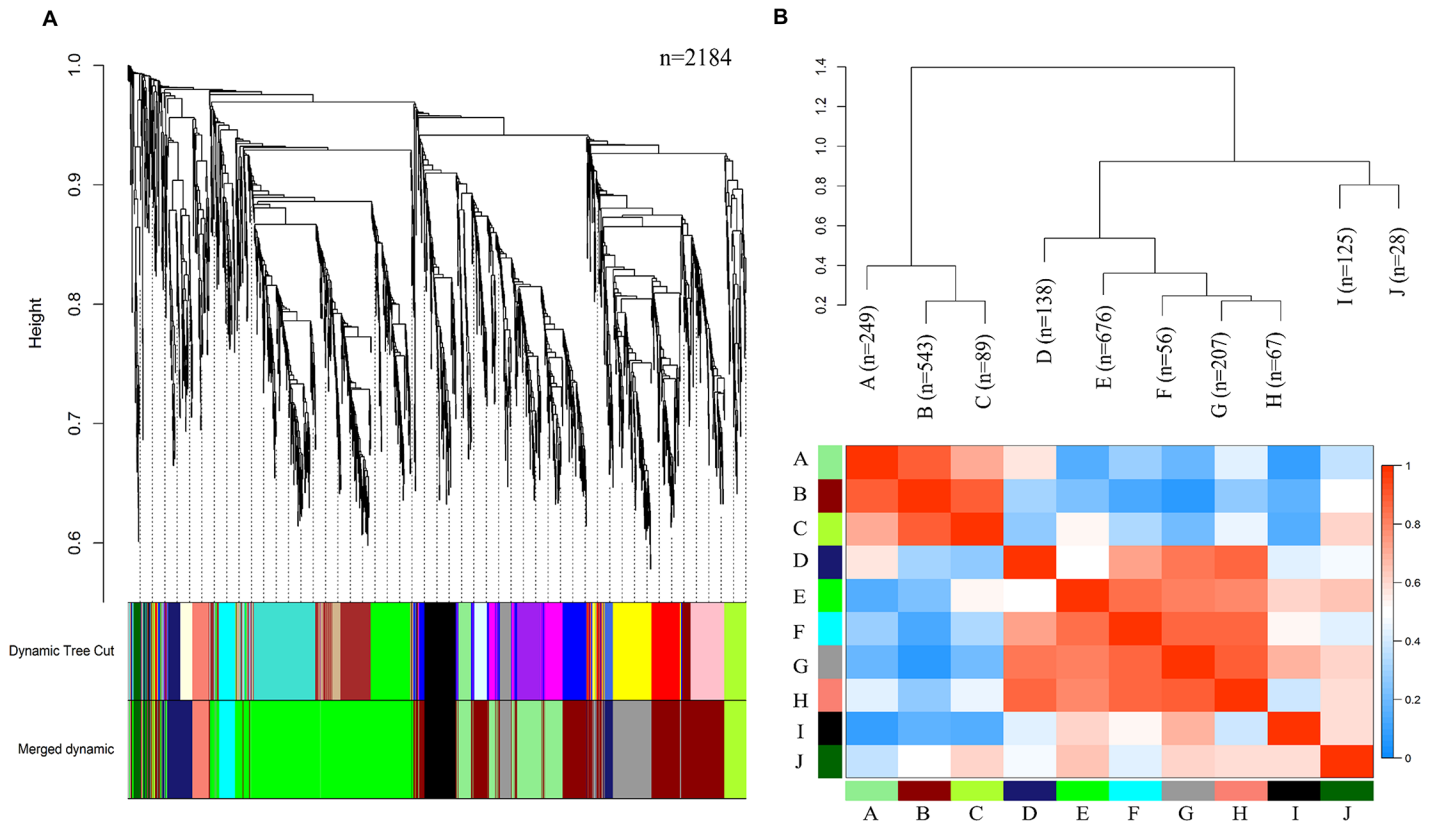 A
n=2184
1.0
0.9
0.8
0.7
0.6
Height
Dynamic Tree Cut
Merged dynamic
B
1.4
1.2
1.0
0.8
0.6
0.4
0.2
A (n=249)
B (n=543)
C (n=89)
D (n=138)
E (n=676)
F (n=56)
G (n=207)
H (n=67)
I (n=125)
J (n=28)
A
B
C
D
E
F
G
H
I
J
A B C D E F G H I J
1
0.8
0.6
0.4
0.2
0